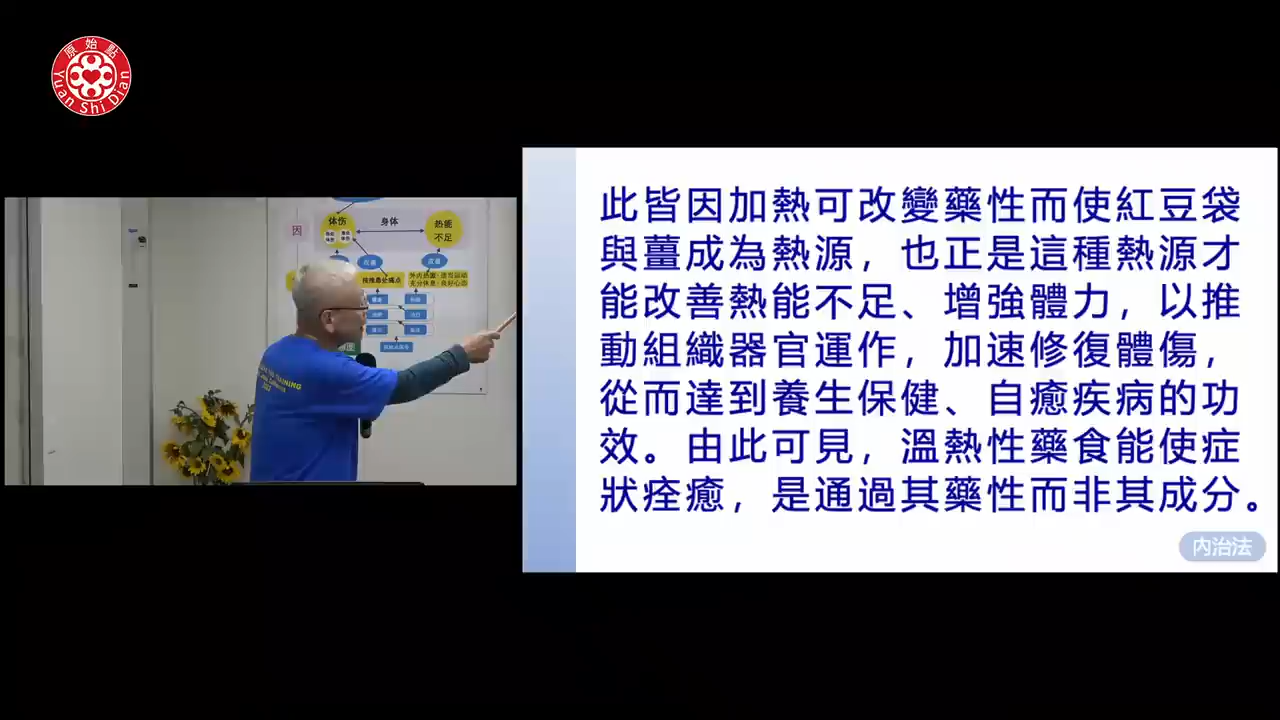 原始點
Yuan Shi Dian
体伤
身体
热能
不足
因
改善
改善
此皆因加熱可改變藥性而使紅豆袋
與薑成為熱源，也正是這種熱源才
能改善熱能不足、增強體力，以推
動組織器官運作，加速修復體傷，
從而達到養生保健、自癒疾病的功
效。由此可見，溫熱性藥食能使症
狀痊癒，是通過其藥性而非其成分。
內治法